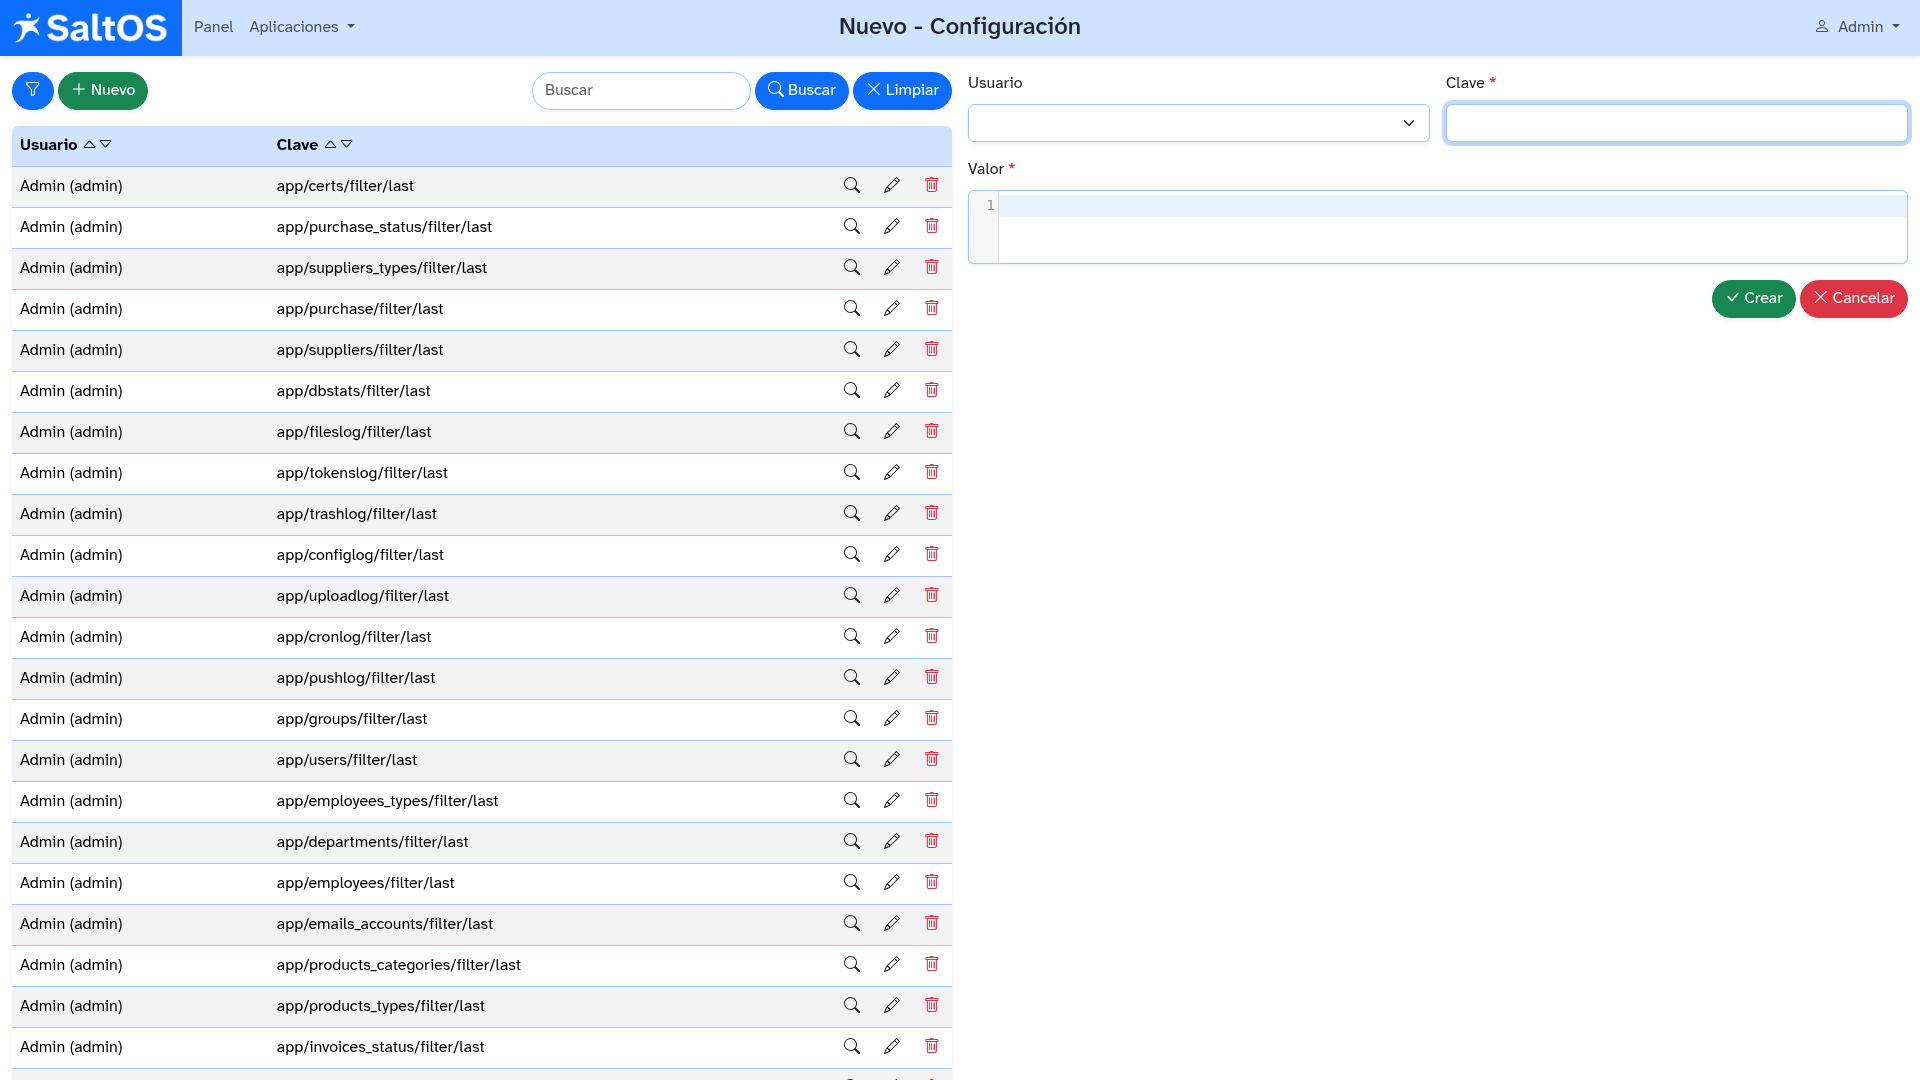 SaltOS
Panel Aplicaciones
Nuevo - Configuración
Admin
Nuevo
Buscar
Buscar
Limpiar
Usuario Clave
Admin (admin) app/certs/filter/last
Admin (admin) app/purchase_status/filter/last
Admin (admin) app/suppliers_types/filter/last
Admin (admin) app/purchase/filter/last
Admin (admin) app/suppliers/filter/last
Admin (admin) app/dbstats/filter/last
Admin (admin) app/fileslog/filter/last
Admin (admin) app/tokenslog/filter/last
Admin (admin) app/trashlog/filter/last
Admin (admin) app/configlog/filter/last
Admin (admin) app/uploadlog/filter/last
Admin (admin) app/cronlog/filter/last
Admin (admin) app/pushlog/filter/last
Admin (admin) app/groups/filter/last
Admin (admin) app/users/filter/last
Admin (admin) app/employees_types/filter/last
Admin (admin) app/departments/filter/last
Admin (admin) app/employees/filter/last
Admin (admin) app/emails_accounts/filter/last
Admin (admin) app/products_categories/filter/last
Admin (admin) app/products_types/filter/last
Admin (admin) app/invoices_status/filter/last
Usuario
Clave *
Valor *
1
Crear
Cancelar